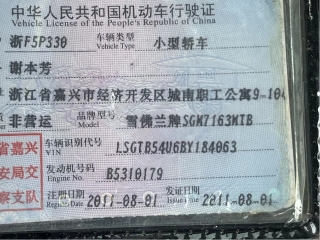 中华人民共和国机动车行驶证
Vehicle License of the People's Republic of China
浙F5P330 车辆类型 Vehicle Type 小型轿车
谢本芳
浙江省嘉兴市经济开发区城南职工公寓9-104
非营运 品牌型号 Model 雪佛兰牌SGM7163MTB
省嘉兴 车辆识别代号 VIN LSGTB54U6BY184063
安局交 发动机号码 Engine No. B5310179
察支队 注册日期 Register Date 2011-08-01 发证日期 Issue Date 2011-08-01